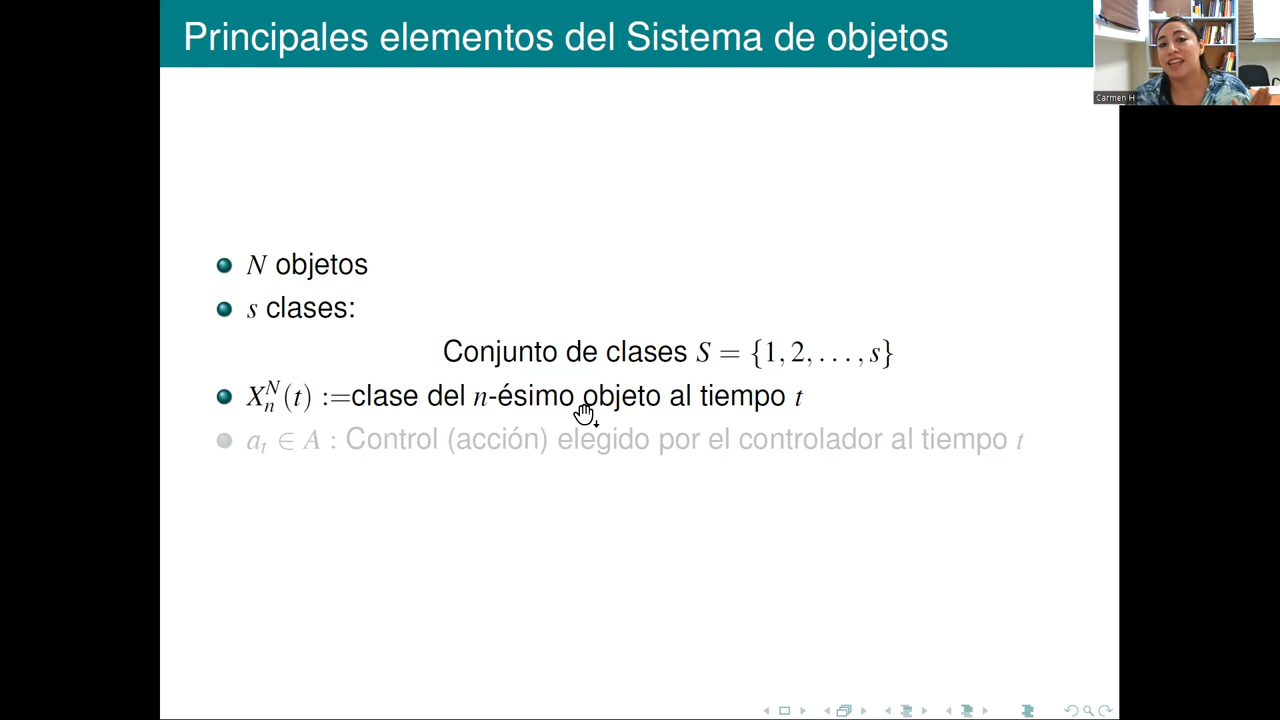 Principales elementos del Sistema de objetos
Carmen H
N objetos
s clases:
Conjunto de clases S = {1, 2, . . . , s}
X_n^N(t) :=clase del n-ésimo objeto al tiempo t
a_t ∈ A : Control (acción) elegido por el controlador al tiempo t